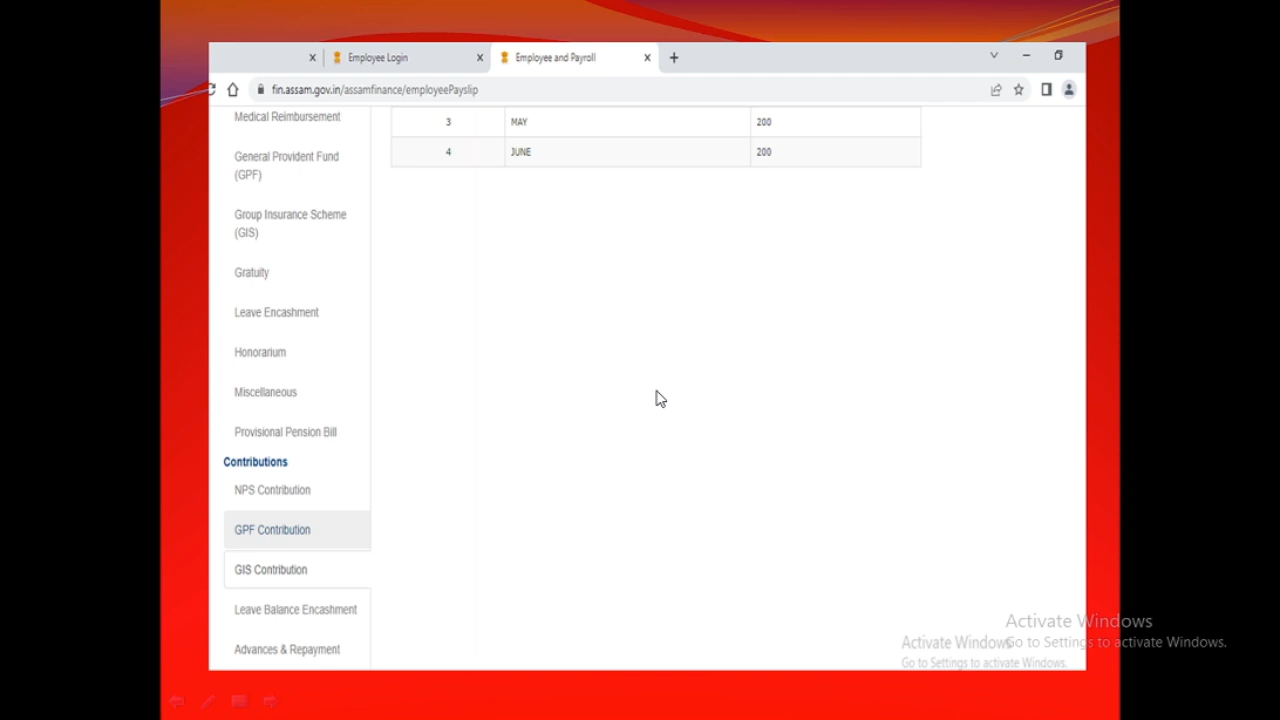 Employee Login
Employee and Payroll
fin.assam.gov.in/assamfinance/employeePayslip
Medical Reimbursement
General Provident Fund
(GPF)
Group Insurance Scheme
(GIS)
Gratuity
Leave Encashment
Honorarium
Miscellaneous
Provisional Pension Bill
Contributions
NPS Contribution
GPF Contribution
GIS Contribution
Leave Balance Encashment
Advances & Repayment
3 MAY 200
4 JUNE 200
Activate Windows
Go to Settings to activate Windows.
Activate Windows
Go to Settings to activate Windows.